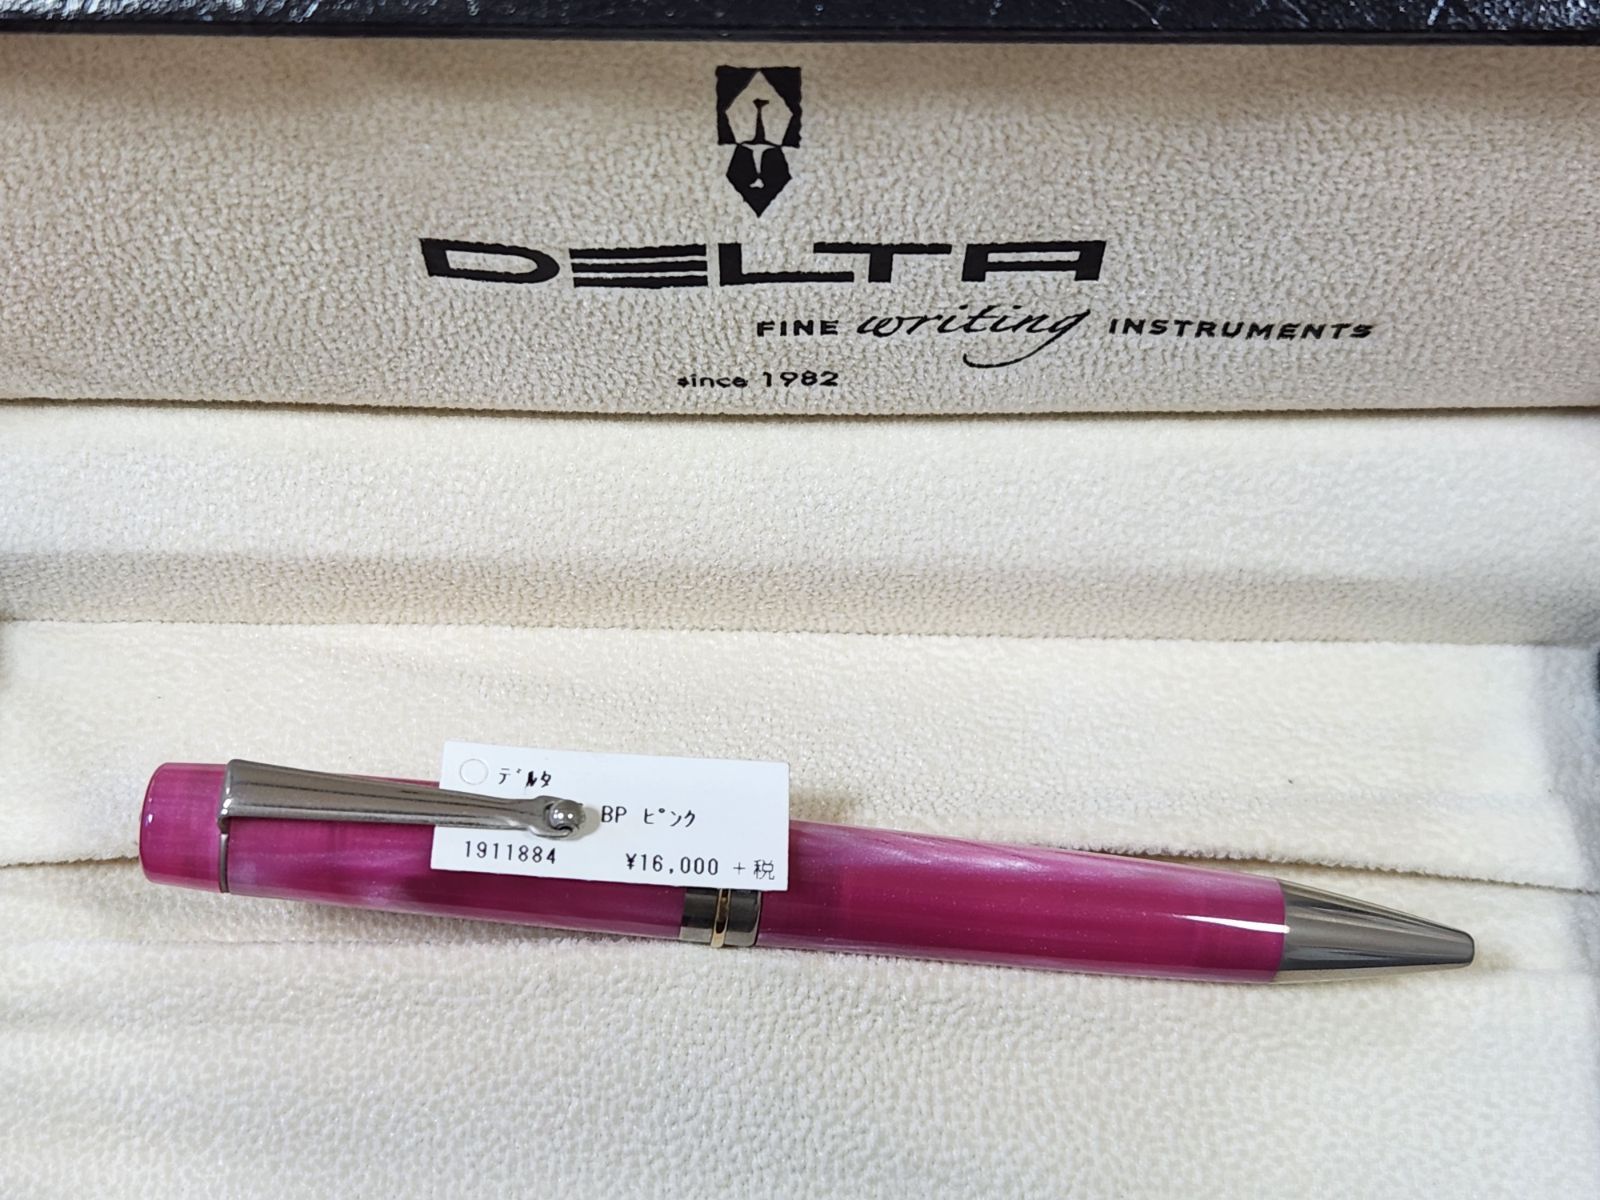 DELTA
FINE writing INSTRUMENTS
since 1982
デルタ
BP ピンク
1911884 ¥16,000 +税